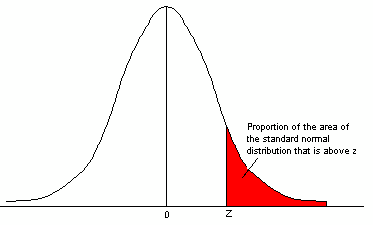 Proportion of the area of
the standard normal
distribution that is above z
0
Z